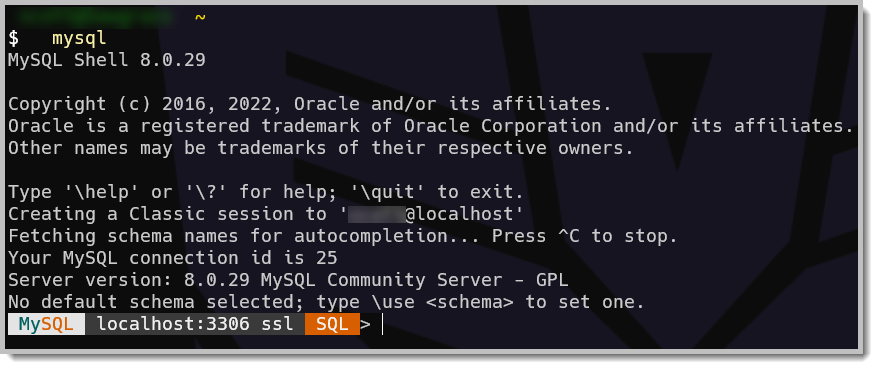 ~
$ mysql
MySQL Shell 8.0.29
Copyright (c) 2016, 2022, Oracle and/or its affiliates.
Oracle is a registered trademark of Oracle Corporation and/or its affiliates.
Other names may be trademarks of their respective owners.
Type '\help' or '\?' for help; '\quit' to exit.
Creating a Classic session to '@localhost'
Fetching schema names for autocompletion... Press ^C to stop.
Your MySQL connection id is 25
Server version: 8.0.29 MySQL Community Server - GPL
No default schema selected; type \use <schema> to set one.
MySQL localhost:3306 ssl SQL >